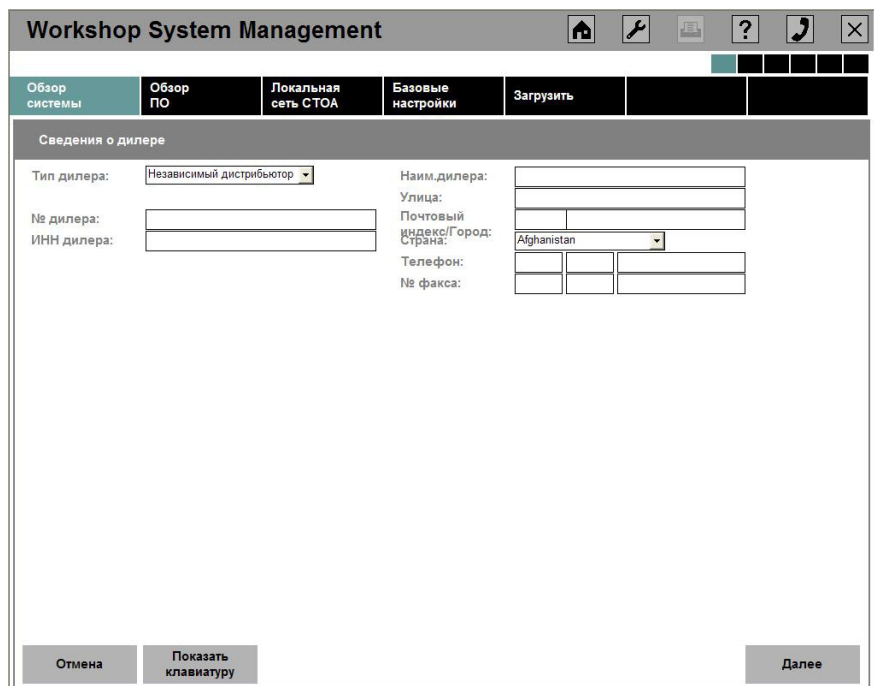 Workshop System Management
?
Обзор системы
Обзор ПО
Локальная сеть СТОА
Базовые настройки
Загрузить
Сведения о дилере
Тип дилера:
Независимый дистрибьютор
№ дилера:
ИНН дилера:
Наим.дилера:
Улица:
Почтовый
индекс/Город:
Страна:
Afghanistan
Телефон:
№ факса:
Отмена
Показать
клавиатуру
Далее